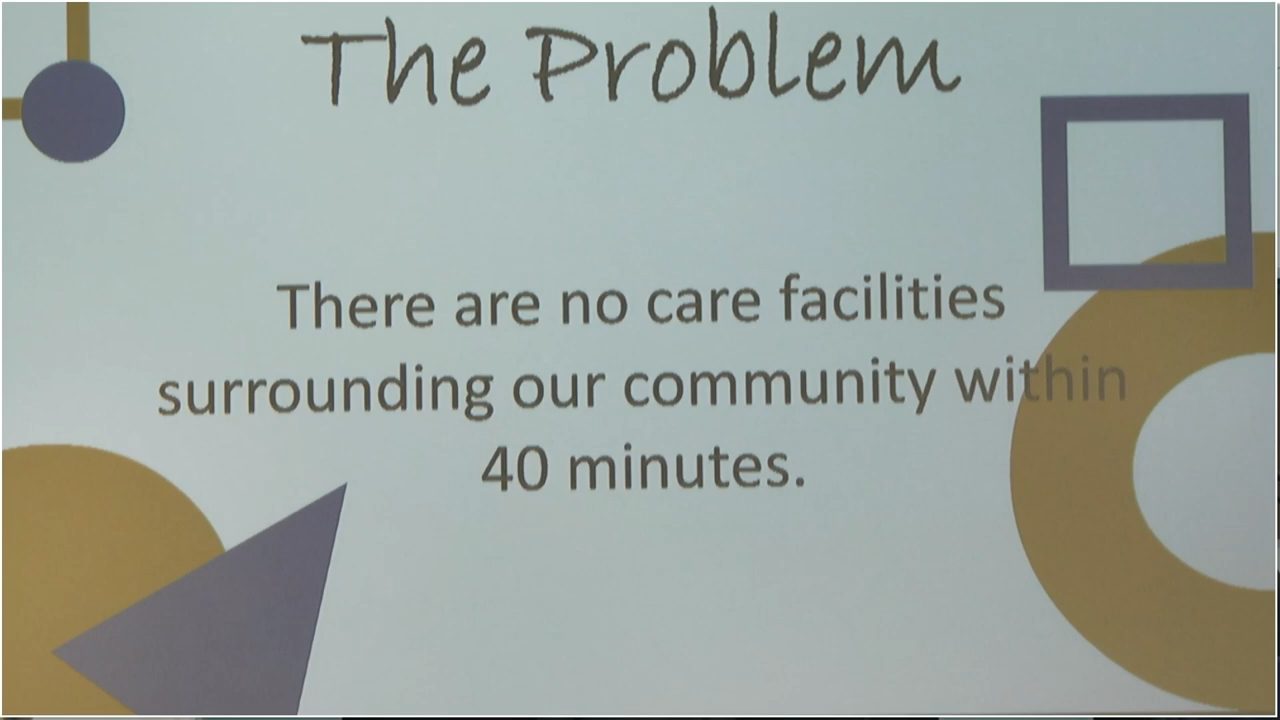 The Problem
There are no care facilities
surrounding our community within
40 minutes.